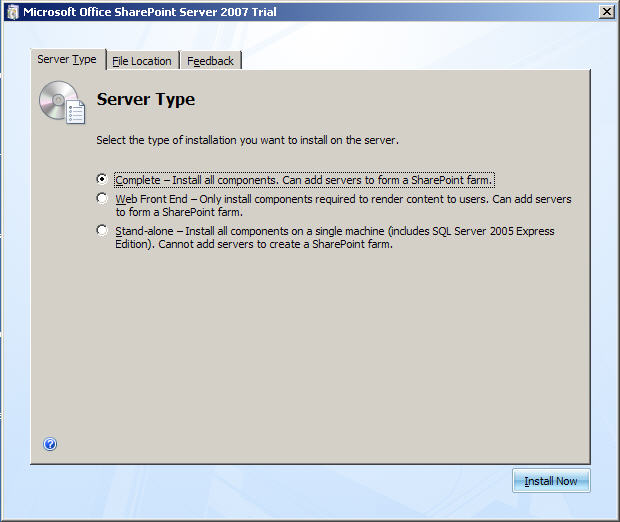 Microsoft Office SharePoint Server 2007 Trial
Server Type
File Location
Feedback
Server Type
Select the type of installation you want to install on the server.
Complete – Install all components. Can add servers to form a SharePoint farm.
Web Front End – Only install components required to render content to users. Can add servers
to form a SharePoint farm.
Stand-alone – Install all components on a single machine (includes SQL Server 2005 Express
Edition). Cannot add servers to create a SharePoint farm.
Install Now